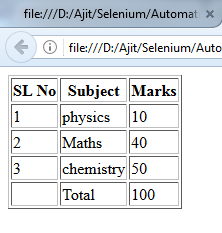 file:///D:/Ajit/Selenium/Automat
file:///D:/Ajit/Selenium/Auto
SL No Subject Marks
1 physics 10
2 Maths 40
3 chemistry 50
Total 100